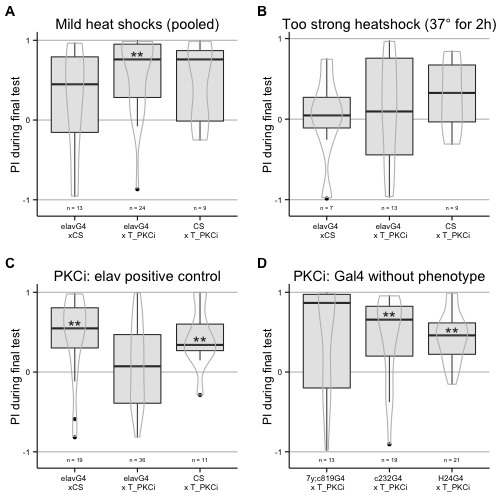 A
Mild heat shocks (pooled)
PI during final test
1
0
-1
**
n = 13
n = 24
n = 9
elavG4
xCS
elavG4
x T_PKCi
CS
x T_PKCi
B
Too strong heatshock (37° for 2h)
PI during final test
1
0
-1
n = 7
n = 13
n = 9
elavG4
xCS
elavG4
x T_PKCi
CS
x T_PKCi
C
PKCi: elav positive control
PI during final test
1
0
-1
**
**
n = 19
n = 36
n = 11
elavG4
xCS
elavG4
x T_PKCi
CS
x T_PKCi
D
PKCi: Gal4 without phenotype
PI during final test
1
0
-1
**
**
n = 13
n = 19
n = 21
7y;c819G4
x T_PKCi
c232G4
x T_PKCi
H24G4
x T_PKCi